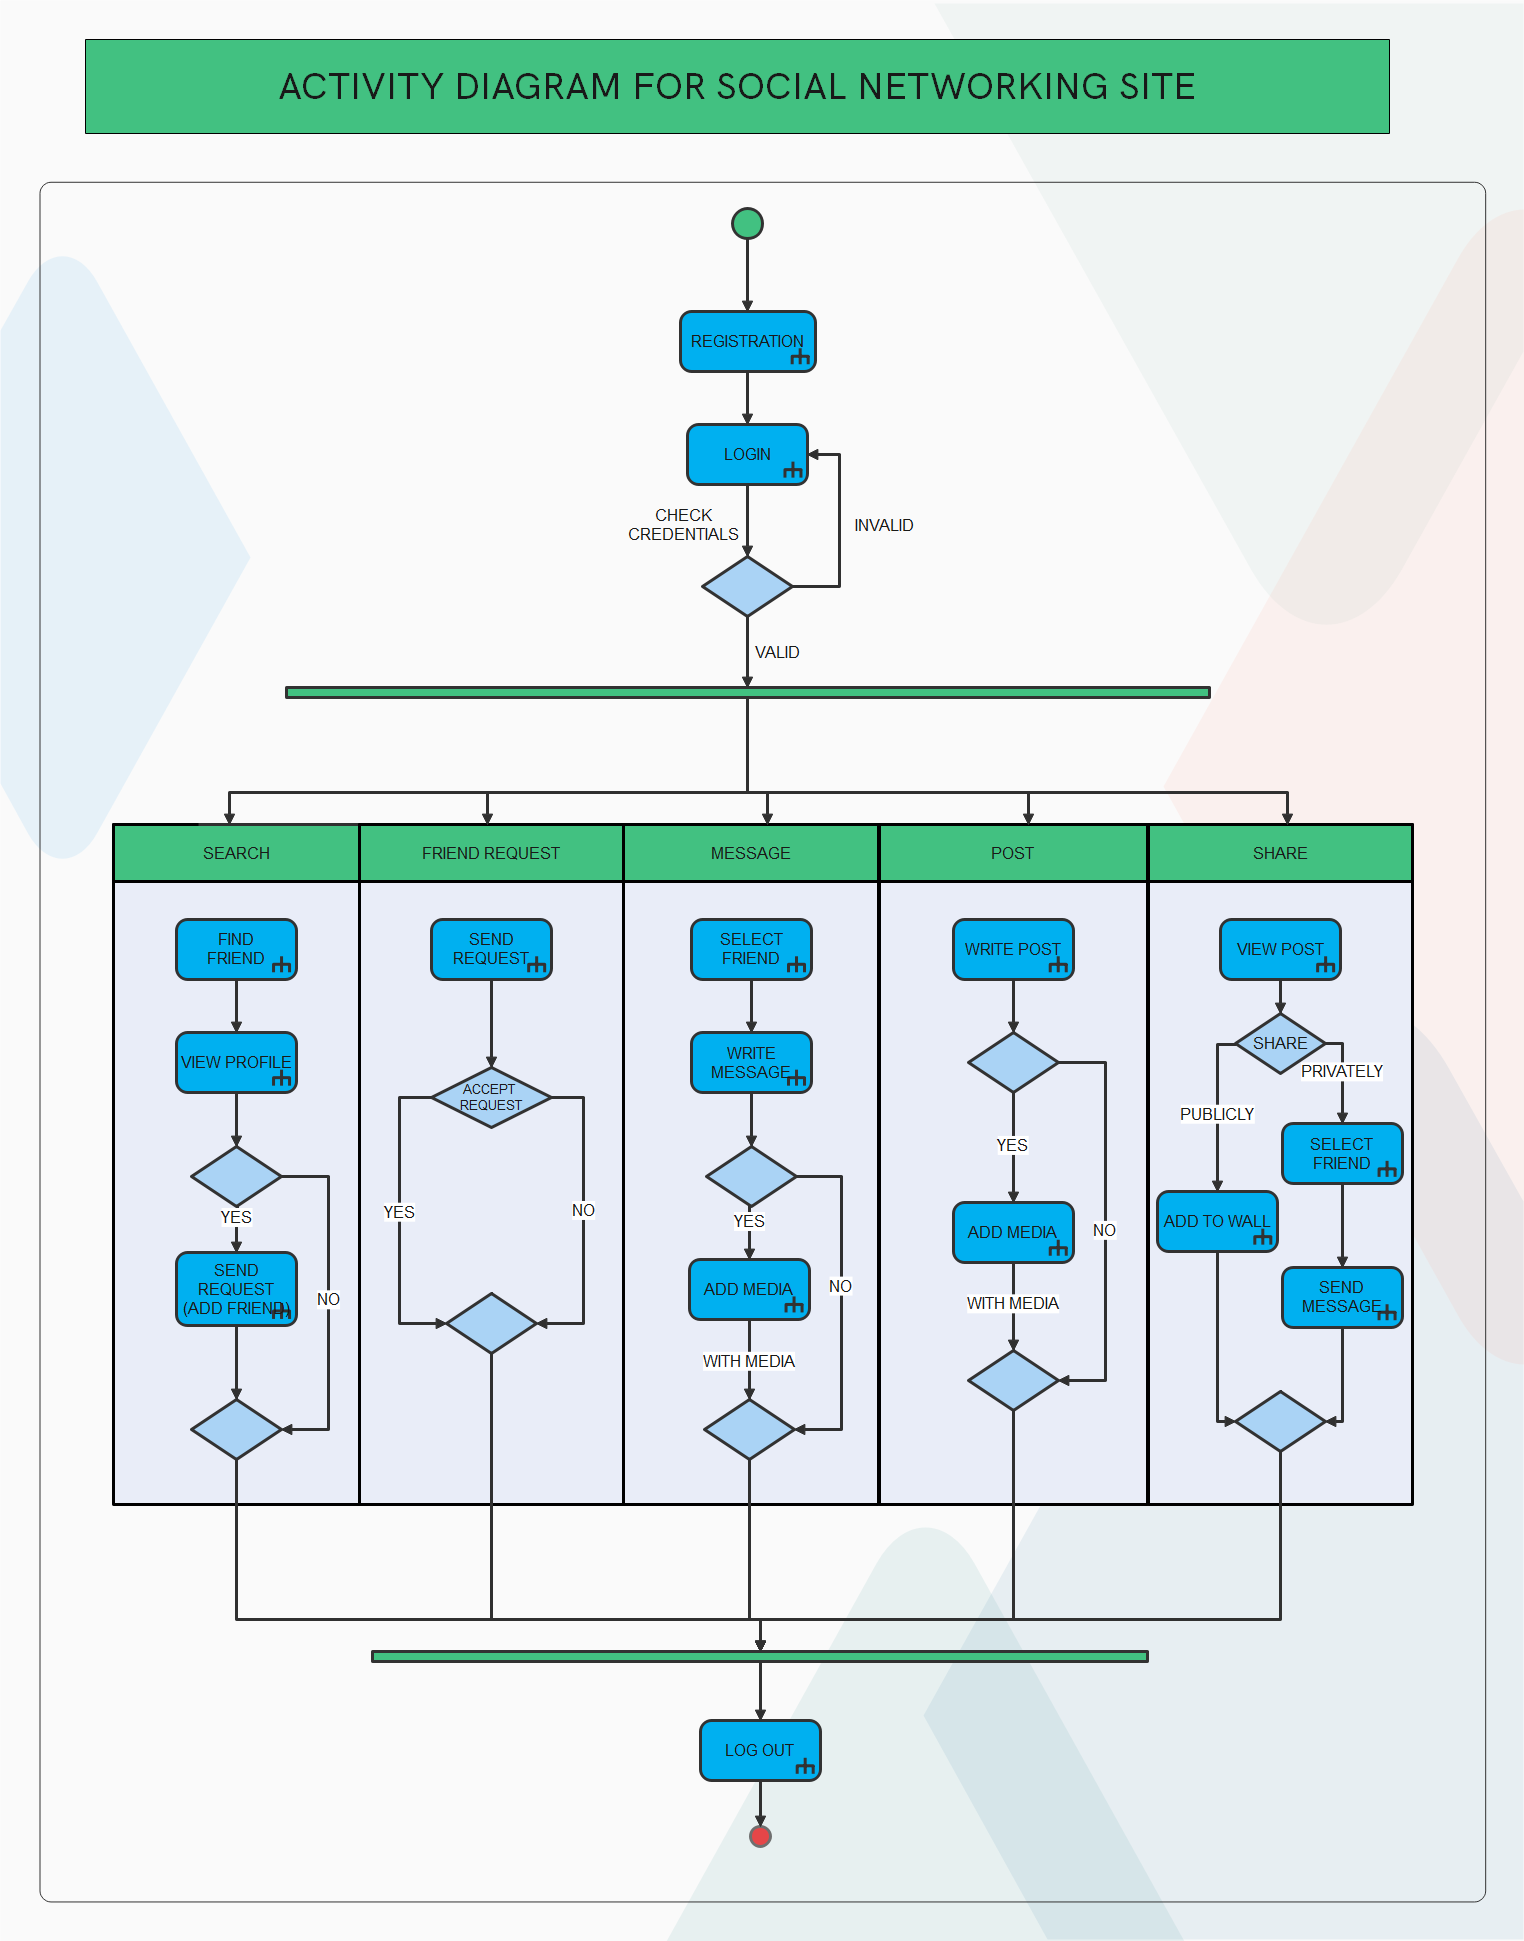 ACTIVITY DIAGRAM FOR SOCIAL NETWORKING SITE
REGISTRATION
LOGIN
CHECK
CREDENTIALS
INVALID
VALID
SEARCH
FRIEND REQUEST
MESSAGE
POST
SHARE
FIND
FRIEND
VIEW PROFILE
YES
SEND
REQUEST
(ADD FRIEND)
NO
SEND
REQUEST
ACCEPT
REQUEST
YES
NO
SELECT
FRIEND
WRITE
MESSAGE
YES
ADD MEDIA
NO
WITH MEDIA
WRITE POST
YES
ADD MEDIA
NO
WITH MEDIA
VIEW POST
SHARE
PRIVATELY
PUBLICLY
SELECT
FRIEND
ADD TO WALL
SEND
MESSAGE
LOG OUT